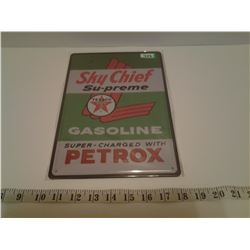 Sky Chief
Su-preme
TEXACO
T
GASOLINE
SUPER-CHARGED WITH
PETROX
9 10 11 12 13 14 15 16 17 18 19 20 21